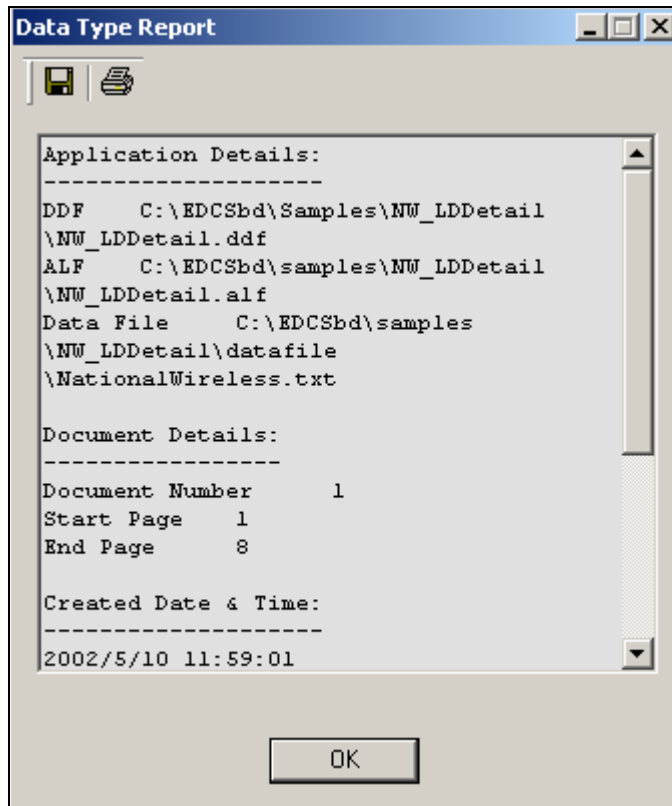 Data Type Report
Application Details:
--------------------
DDF    C:\EDCSbd\Samples\NW_LDDetail
\NW_LDDetail.ddf
ALF    C:\EDCSbd\samples\NW_LDDetail
\NW_LDDetail.alf
Data File     C:\EDCSbd\samples
\NW_LDDetail\datafile
\NationalWireless.txt
Document Details:
-----------------
Document Number      1
Start Page    1
End Page      8
Created Date & Time:
--------------------
2002/5/10 11:59:01
OK